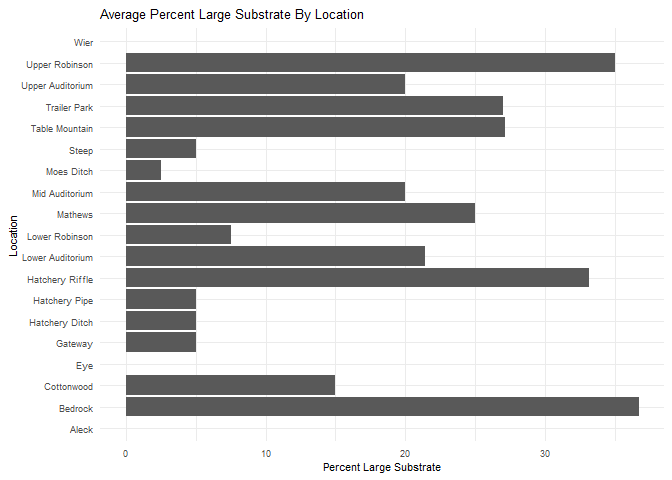 Average Percent Large Substrate By Location
Wier
Upper Robinson
Upper Auditorium
Trailer Park
Table Mountain
Steep
Moes Ditch
Mid Auditorium
Mathews
Lower Robinson
Lower Auditorium
Hatchery Riffle
Hatchery Pipe
Hatchery Ditch
Gateway
Eye
Cottonwood
Bedrock
Aleck
Location
0 10 20 30
Percent Large Substrate